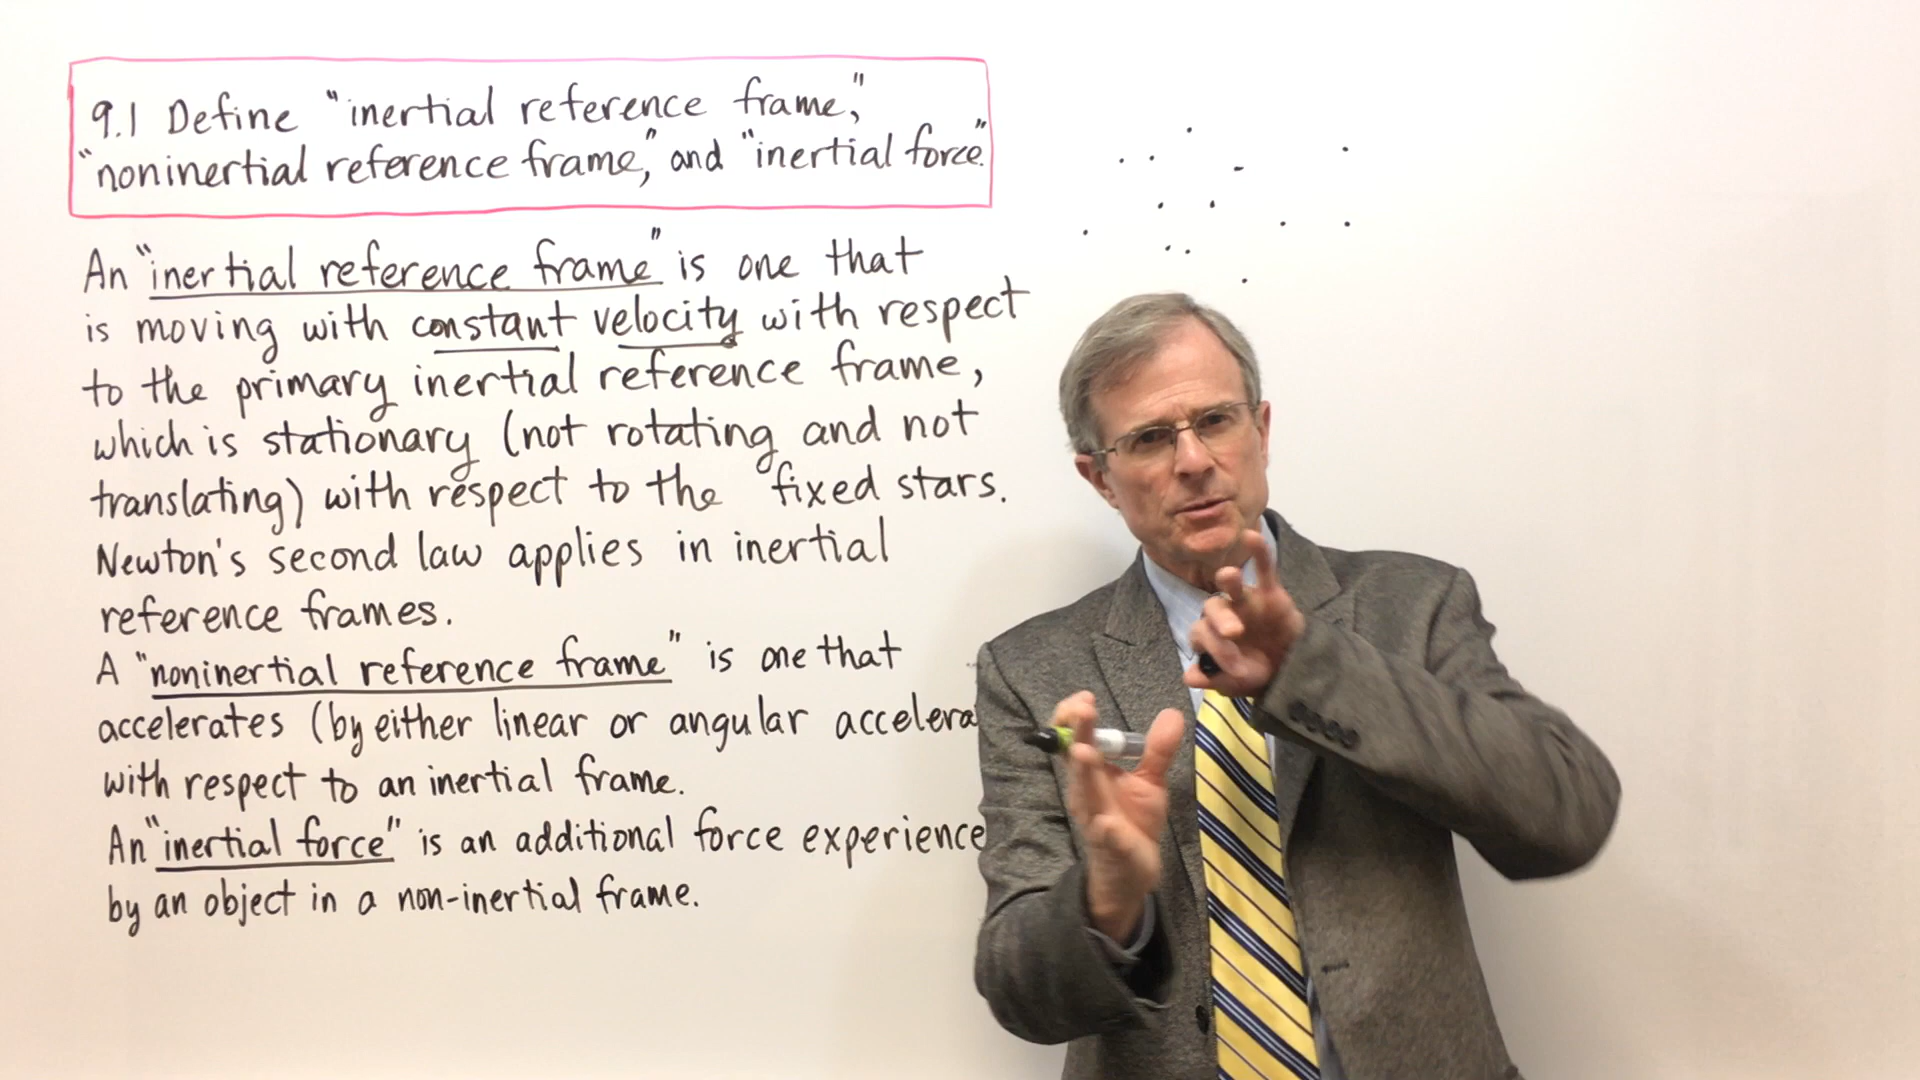 9.1 Define "inertial reference frame,"
"noninertial reference frame," and "inertial force."
An "inertial reference frame" is one that
is moving with constant velocity with respect
to the primary inertial reference frame,
which is stationary (not rotating and not
translating) with respect to the "fixed stars.
Newton's second law applies in inertial
reference frames.
A "noninertial reference frame" is one that
accelerates (by either linear or angular accelera
with respect to an inertial frame.
An "inertial force" is an additional force experience
by an object in a non-inertial frame.